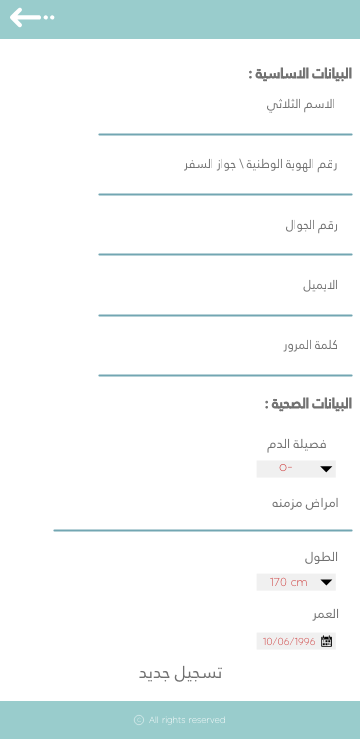 البيانات الاساسية :
الاسم الثلاثي
رقم الهوية الوطنية \ جواز السفر
رقم الجوال
الايميل
كلمة المرور
البيانات الصحية :
فصيلة الدم
O-
امراض مزمنه
الطول
170 cm
العمر
10/06/1996
تسجيل جديد
© All rights reserved